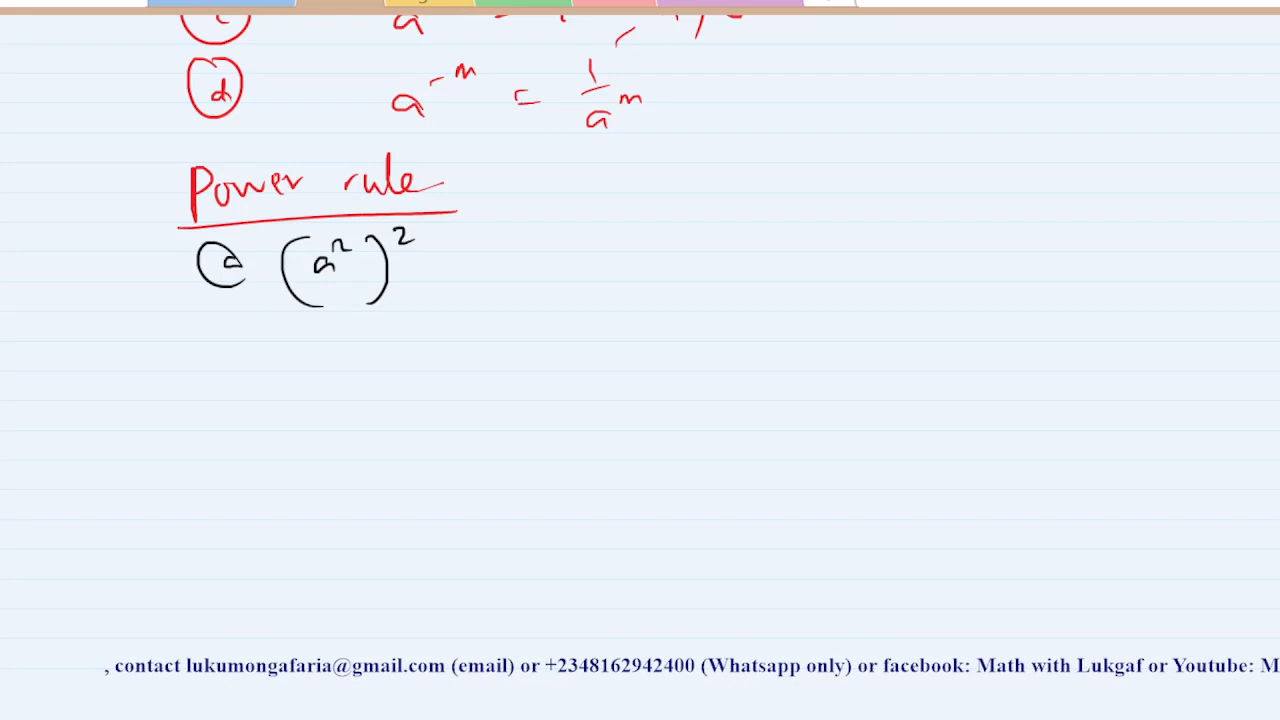 (c) a
(d) a^-m = 1/a^m
Power rule
(a) (a^2)^2
, contact lukumongafaria@gmail.com (email) or +2348162942400 (Whatsapp only) or facebook: Math with Lukgaf or Youtube: M